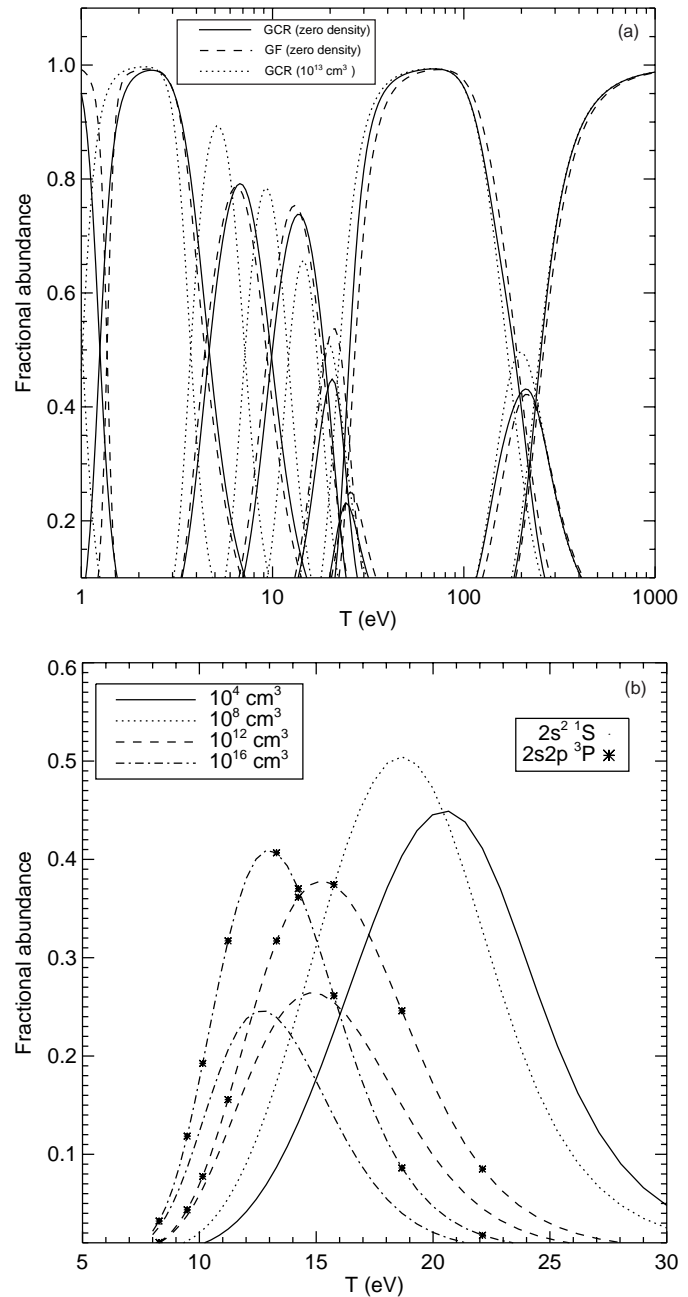 (a)
GCR (zero density)
GF (zero density)
GCR (10¹³ cm³ )
Fractional abundance
1.0
0.8
0.6
0.4
0.2
1 10 100 1000
T (eV)
(b)
10⁴ cm³
10⁸ cm³
10¹² cm³
10¹⁶ cm³
2s² ¹S
2s2p ³P
Fractional abundance
0.6
0.5
0.4
0.3
0.2
0.1
5 10 15 20 25 30
T (eV)